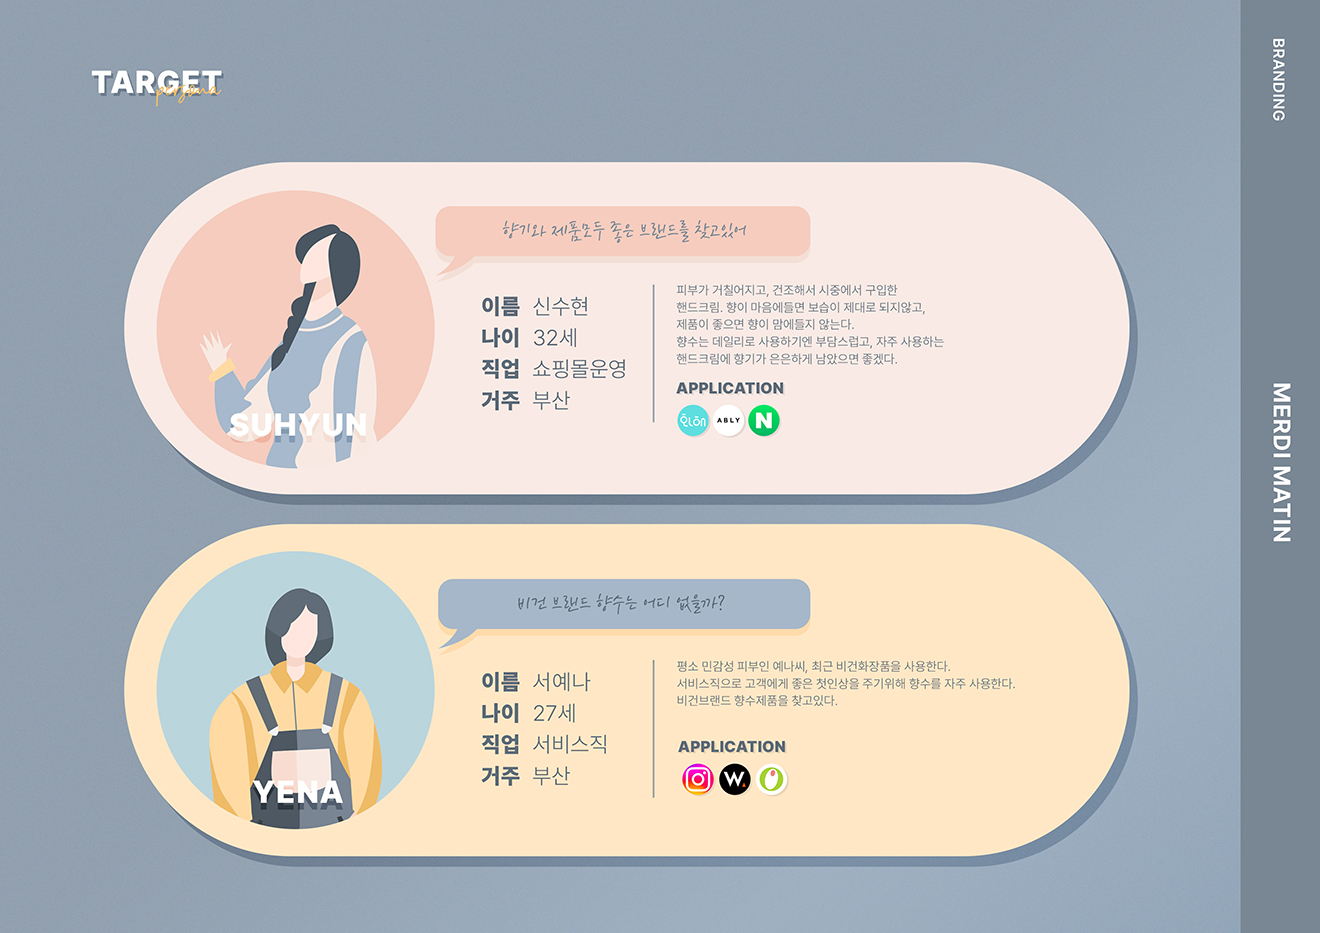 TARGET
persona
BRANDING
MERDI MATIN
향기와 제품모두 좋은 브랜드를 찾고있어
이름 신수현
나이 32세
직업 쇼핑몰운영
거주 부산
피부가 거칠어지고, 건조해서 시중에서 구입한
핸드크림. 향이 마음에들면 보습이 제대로 되지않고,
제품이 좋으면 향이 맘에들지 않는다.
향수는 데일리로 사용하기엔 부담스럽고, 자주 사용하는
핸드크림에 향기가 은은하게 남았으면 좋겠다.
APPLICATION
ABLY
N
SUHYUN
비건 브랜드 향수는 어디 없을까?
이름 서예나
나이 27세
직업 서비스직
거주 부산
평소 민감성 피부인 예나씨, 최근 비건화장품을 사용한다.
서비스직으로 고객에게 좋은 첫인상을 주기위해 향수를 자주 사용한다.
비건브랜드 향수제품을 찾고있다.
APPLICATION
W.
YENA